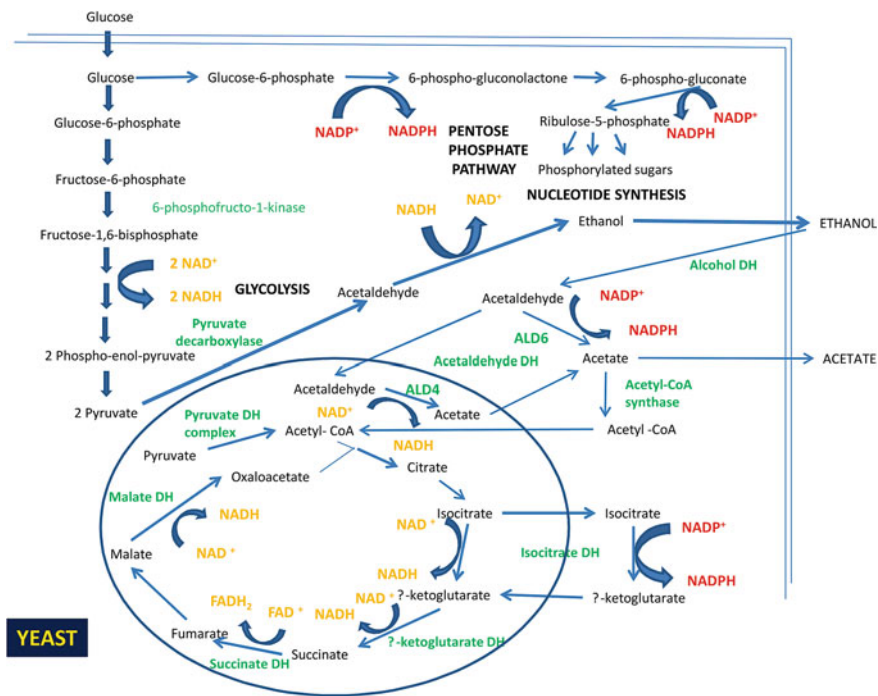 Glucose
Glucose
Glucose-6-phosphate
6-phospho-gluconolactone
6-phospho-gluconate
Glucose-6-phosphate
NADP⁺
NADPH
PENTOSE
PHOSPHATE
PATHWAY
Ribulose-5-phosphate
NADPH
NADP⁺
Phosphorylated sugars
Fructose-6-phosphate
6-phosphofructo-1-kinase
NADH
NAD⁺
NUCLEOTIDE SYNTHESIS
Ethanol
ETHANOL
Fructose-1,6-bisphosphate
2 NAD⁺
2 NADH
GLYCOLYSIS
Acetaldehyde
Alcohol DH
Acetaldehyde
NADP⁺
NADPH
Pyruvate
decarboxylase
ALD6
2 Phospho-enol-pyruvate
Acetaldehyde DH
Acetate
ACETATE
2 Pyruvate
Acetaldehyde
ALD4
Acetate
Acetyl-CoA
synthase
Pyruvate DH
complex
NAD⁺
Acetyl- CoA
NADH
Acetyl -CoA
Pyruvate
Oxaloacetate
Citrate
Malate DH
NADH
NAD ⁺
Isocitrate
NAD ⁺
Isocitrate
NADP⁺
Malate
Isocitrate DH
NADH
NADPH
?-ketoglutarate
?-ketoglutarate
FADH₂
FAD ⁺
NADH
NAD ⁺
Fumarate
?-ketoglutarate DH
Succinate DH
Succinate
YEAST